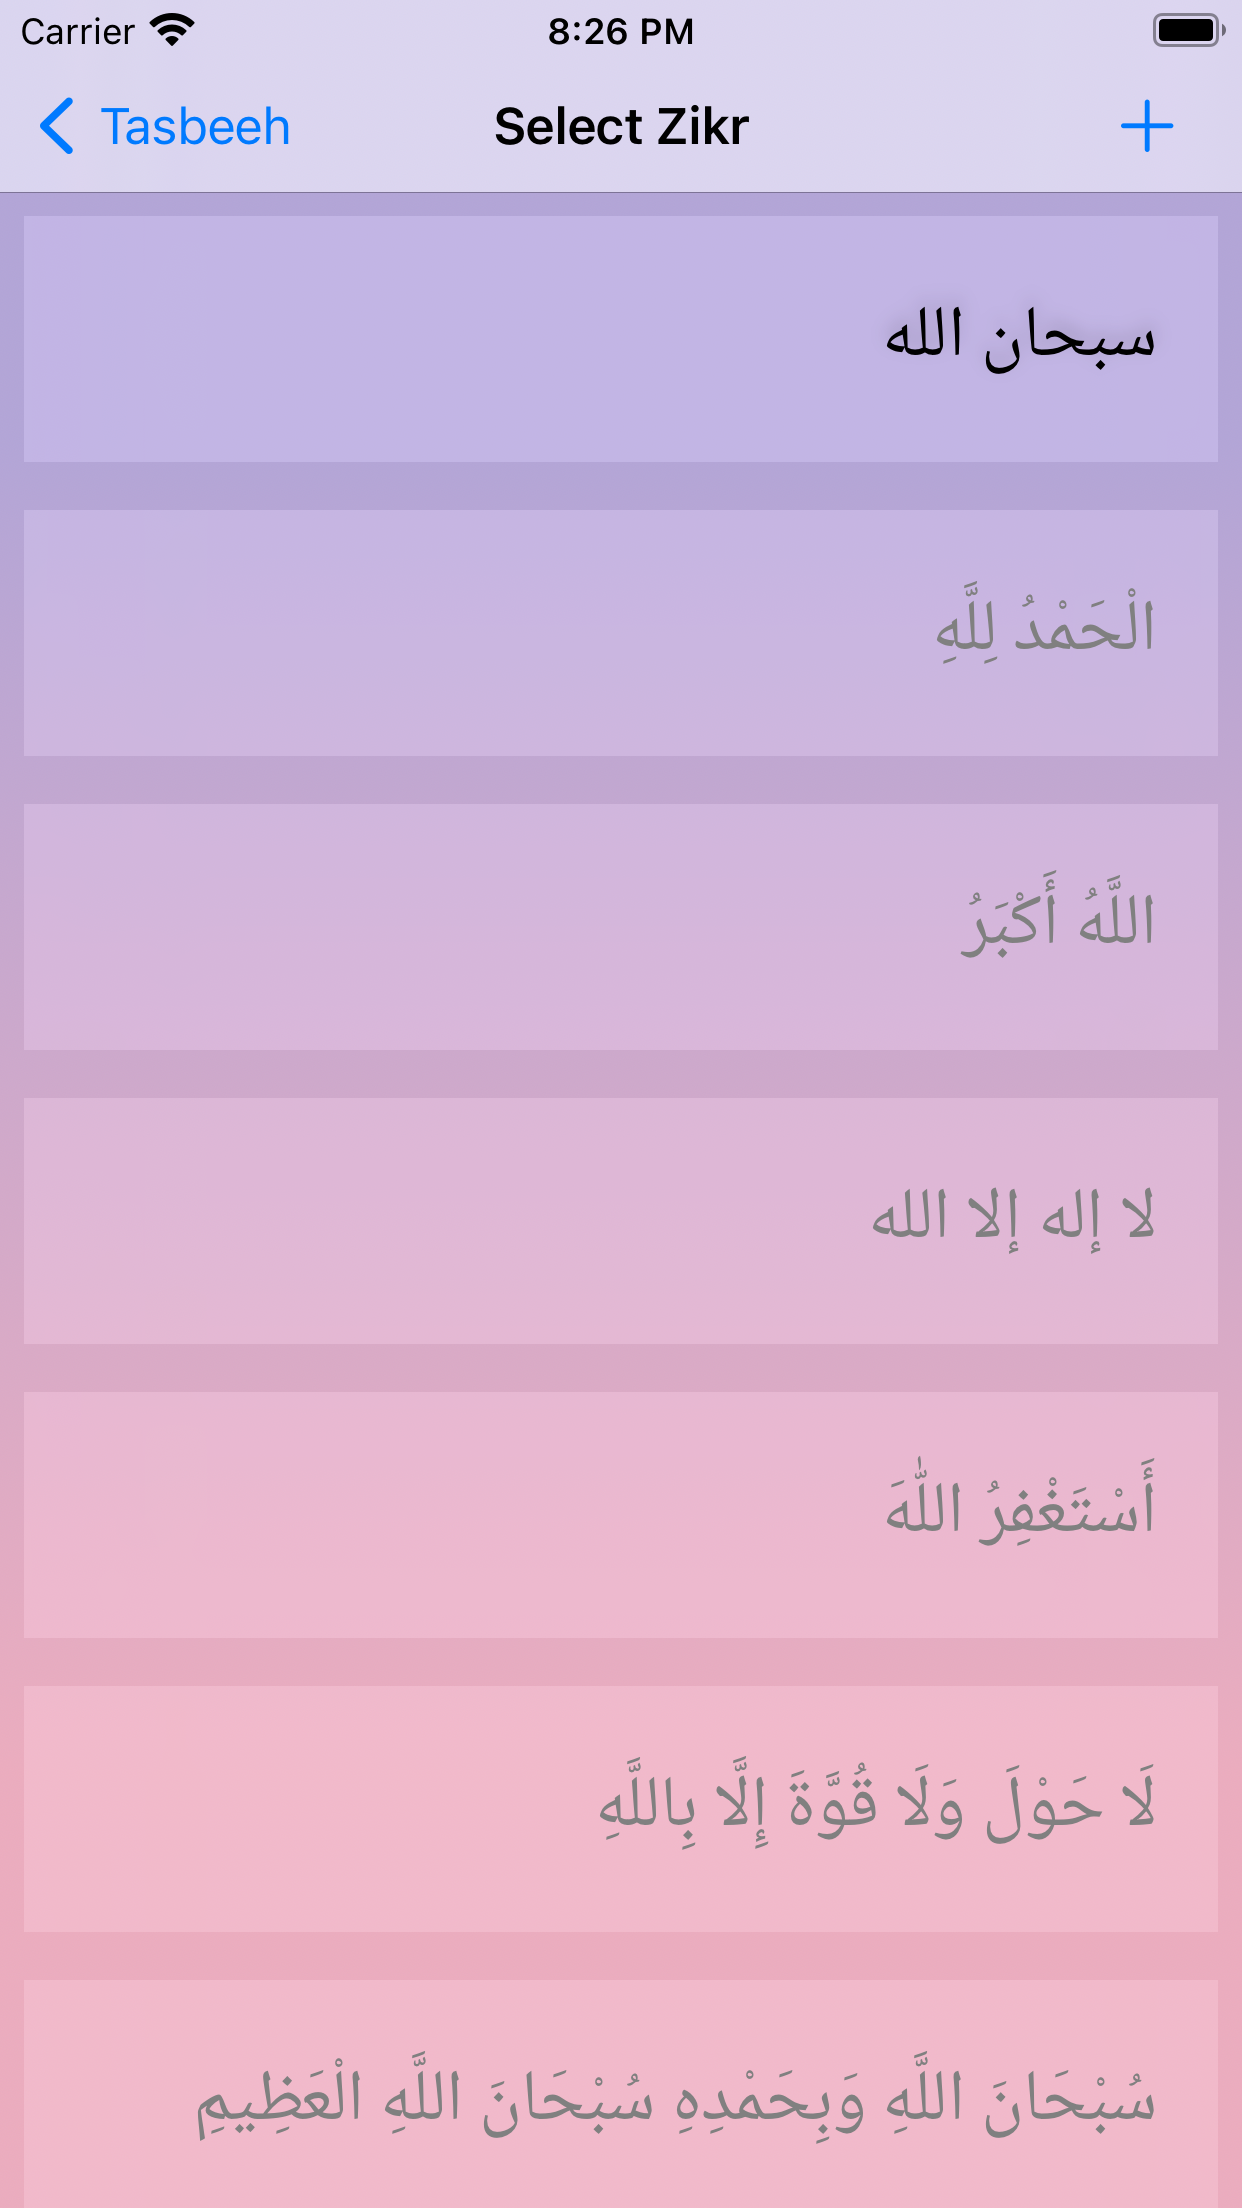 Carrier 8:26 PM
Tasbeeh Select Zikr +
سبحان الله
الْحَمْدُ لِلَّهِ
اللَّهُ أَكْبَرُ
لا إله إلا الله
أَسْتَغْفِرُ اللّٰهَ
لَا حَوْلَ وَلَا قُوَّةَ إِلَّا بِاللَّهِ
سُبْحَانَ اللَّهِ وَبِحَمْدِهِ سُبْحَانَ اللَّهِ الْعَظِيمِ